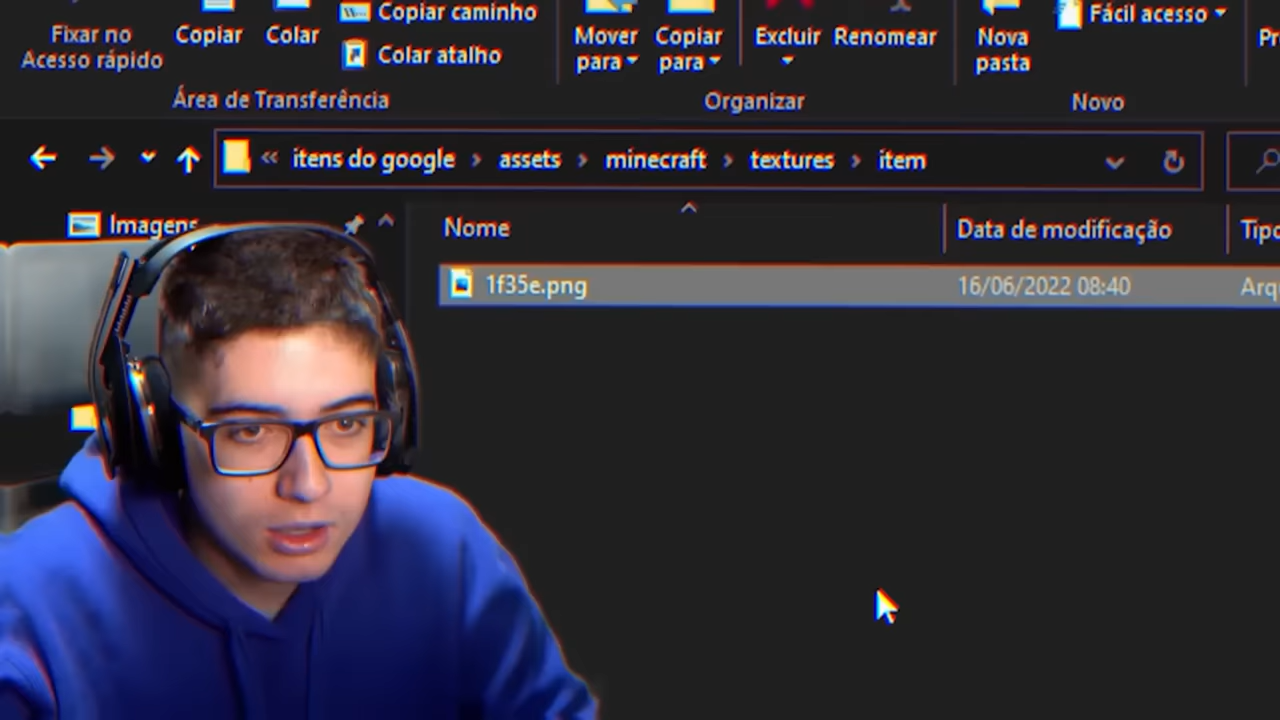 Fixar no
Acesso rápido
Copiar
Colar
Copiar caminho
Colar atalho
Mover
para
Copiar
para
Excluir
Renomear
Nova
pasta
Fácil acesso
Área de Transferência
Organizar
Novo
« itens do google > assets > minecraft > textures > item
Imagens
Nome
Data de modificação
1f35e.png
16/06/2022 08:40